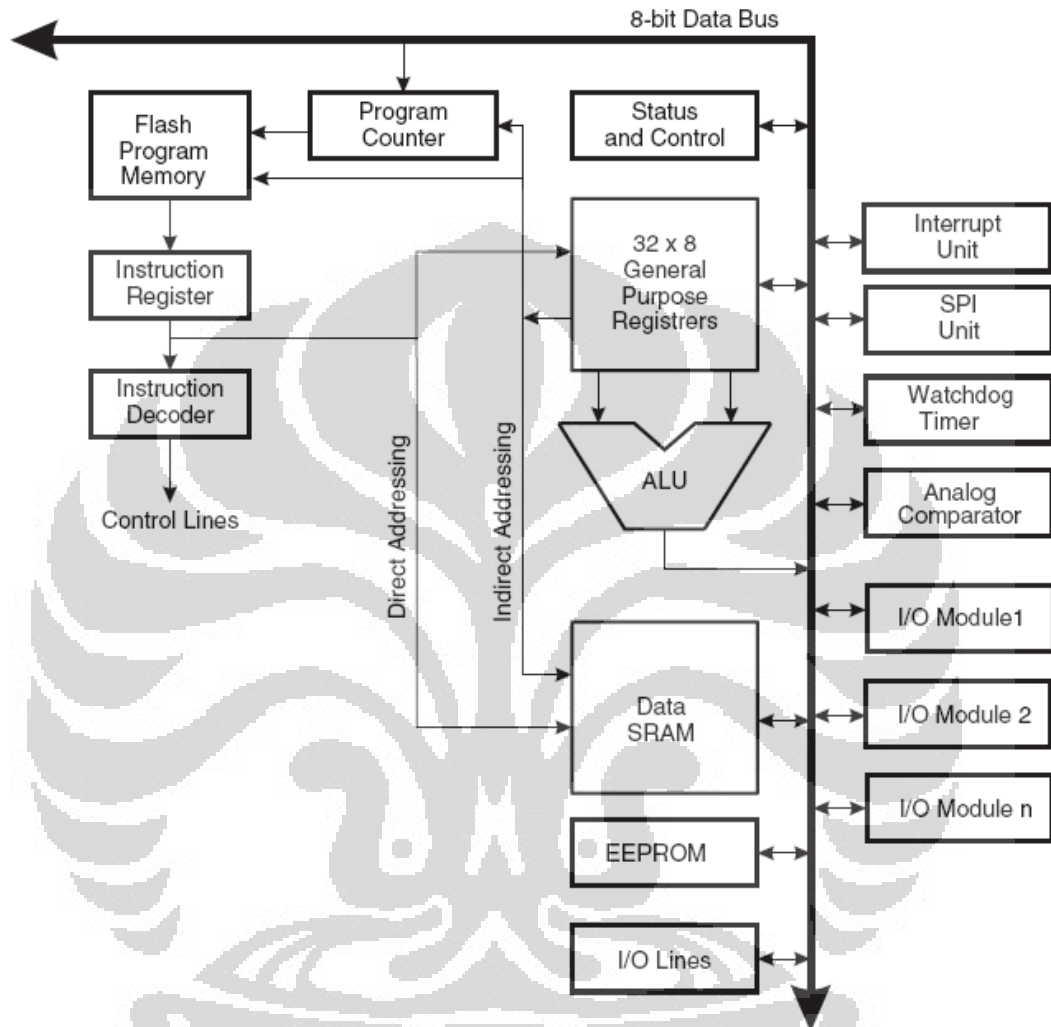 8-bit Data Bus
Flash
Program
Memory
Program
Counter
Status
and Control
Instruction
Register
32 x 8
General
Purpose
Registrers
Interrupt
Unit
SPI
Unit
Instruction
Decoder
Watchdog
Timer
Control Lines
Direct Addressing
Indirect Addressing
ALU
Analog
Comparator
I/O Module1
Data
SRAM
I/O Module 2
I/O Module n
EEPROM
I/O Lines